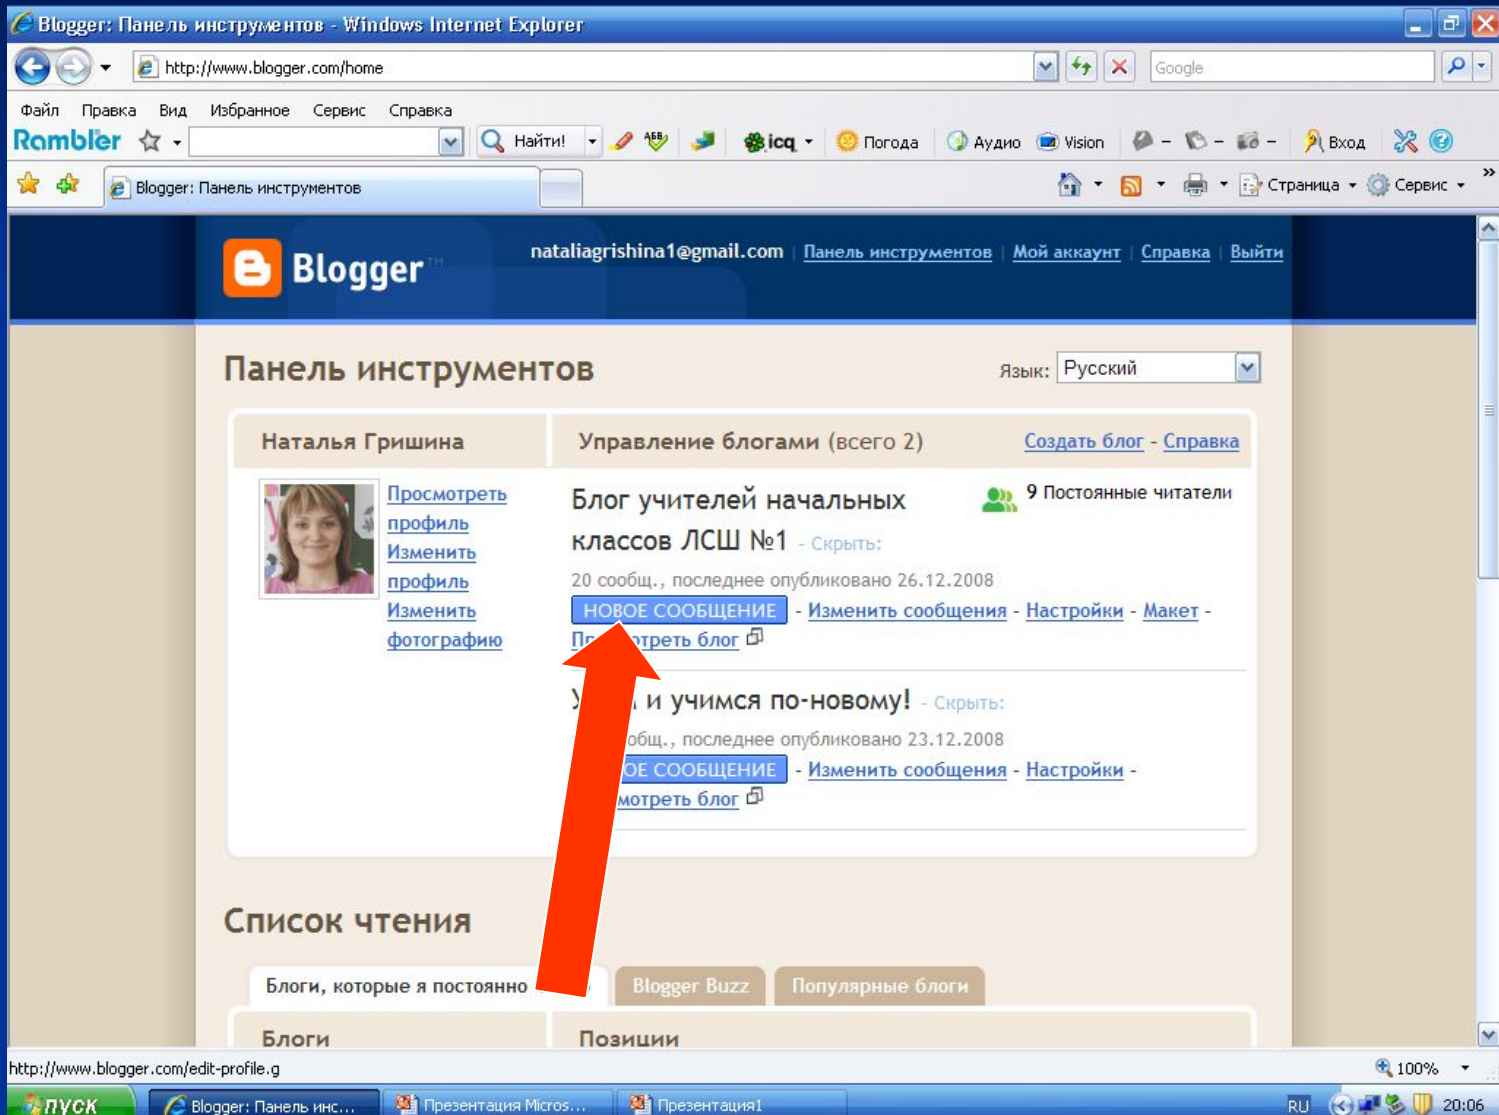 Blogger: Панель инструментов - Windows Internet Explorer
http://www.blogger.com/home
Google
Файл Правка Вид Избранное Сервис Справка
Rambler Найти! АБВ icq Погода Аудио Vision Вход
Blogger: Панель инструментов Страница Сервис »
Blogger™ nataliagrishina1@gmail.com | Панель инструментов | Мой аккаунт | Справка | Выйти
Панель инструментов
Язык: Русский
Наталья Гришина
Управление блогами (всего 2) Создать блог - Справка
Просмотреть
профиль
Изменить
профиль
Изменить
фотографию
Блог учителей начальных
классов ЛСШ №1 - Скрыть:
9 Постоянные читатели
20 сообщ., последнее опубликовано 26.12.2008
НОВОЕ СООБЩЕНИЕ - Изменить сообщения - Настройки - Макет -
блог
и учимся по-новому! - Скрыть:
последнее опубликовано 23.12.2008
СООБЩЕНИЕ - Изменить сообщения - Настройки -
блог
Список чтения
Блоги, которые я постоянно
Blogger Buzz
Популярные блоги
Блоги
Позиции
http://www.blogger.com/edit-profile.g 100%
пуск Blogger: Панель инс... Презентация Micros... Презентация1 RU 20:06